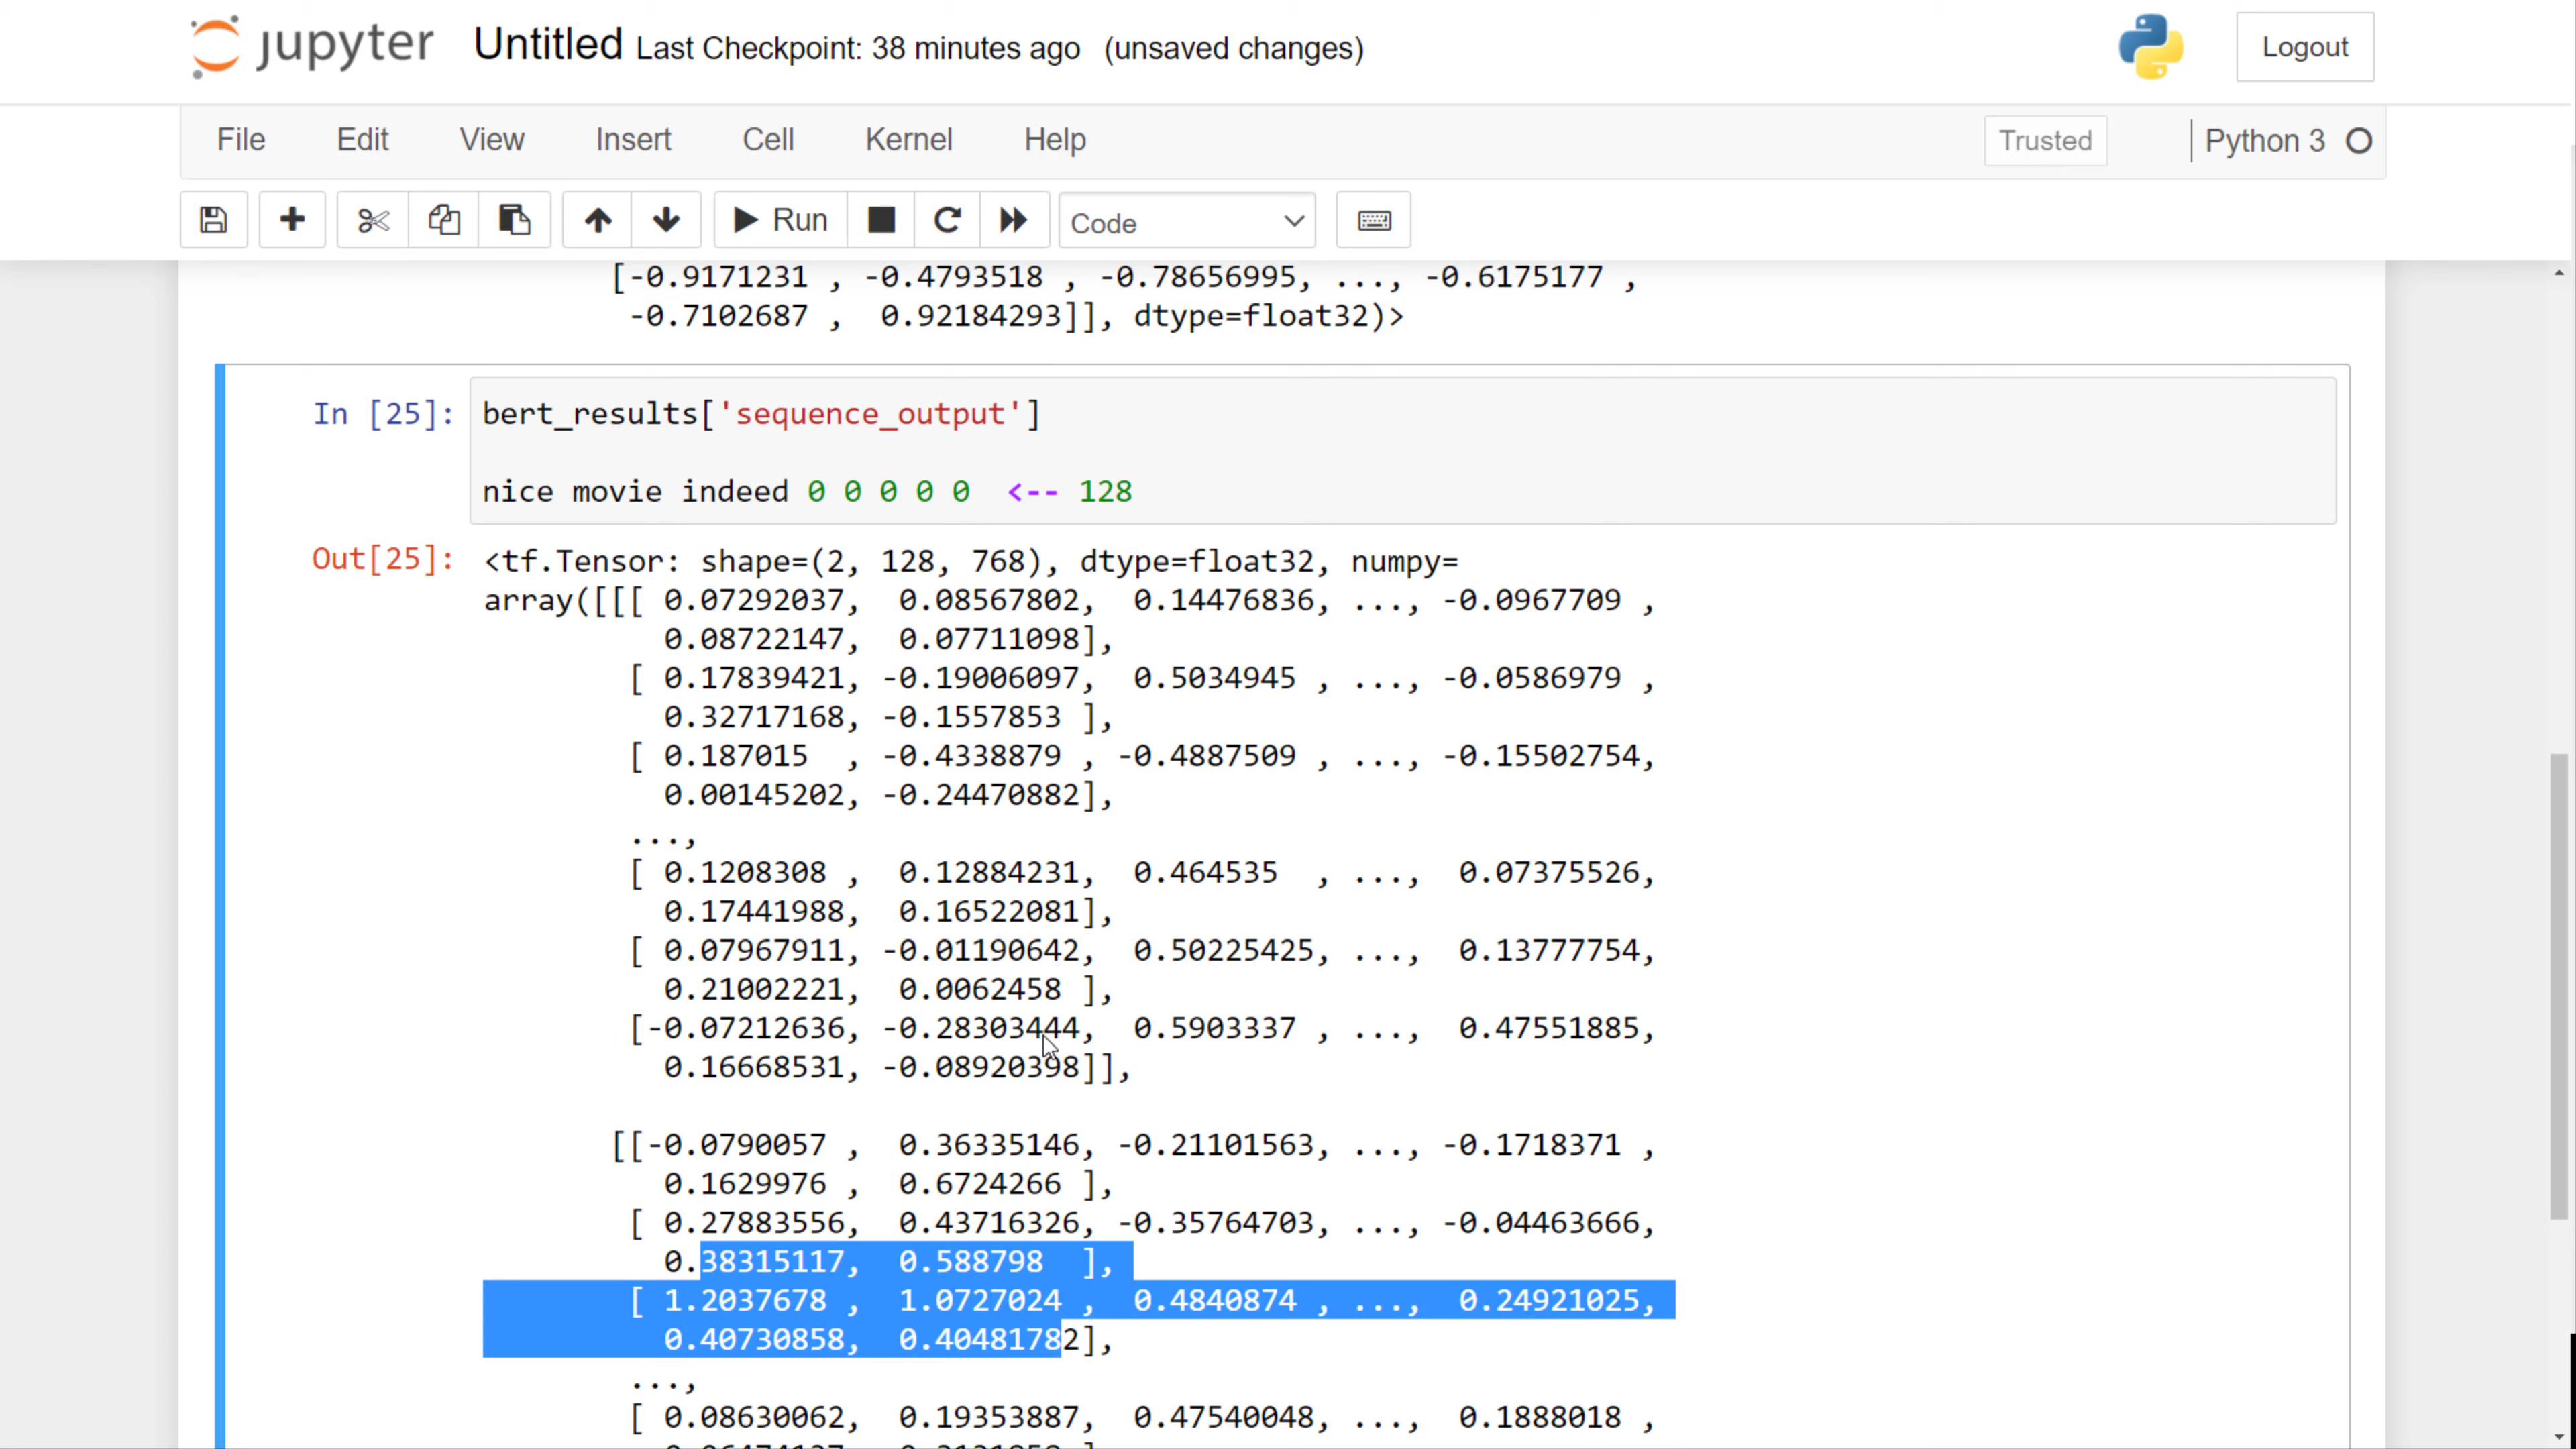 jupyter Untitled Last Checkpoint: 38 minutes ago (unsaved changes) Logout
File Edit View Insert Cell Kernel Help Trusted Python 3
Run Code
[-0.9171231 , -0.4793518 , -0.78656995, ..., -0.6175177 ,
-0.7102687 , 0.92184293]], dtype=float32)>
In [25]: bert_results['sequence_output']
nice movie indeed 0 0 0 0 0 <-- 128
Out[25]: <tf.Tensor: shape=(2, 128, 768), dtype=float32, numpy=
array([[[ 0.07292037, 0.08567802, 0.14476836, ..., -0.0967709 ,
0.08722147, 0.07711098],
[ 0.17839421, -0.19006097, 0.5034945 , ..., -0.0586979 ,
0.32717168, -0.1557853 ],
[ 0.187015 , -0.4338879 , -0.4887509 , ..., -0.15502754,
0.00145202, -0.24470882],
...,
[ 0.1208308 , 0.12884231, 0.464535 , ..., 0.07375526,
0.17441988, 0.16522081],
[ 0.07967911, -0.01190642, 0.50225425, ..., 0.13777754,
0.21002221, 0.0062458 ],
[-0.07212636, -0.28303444, 0.5903337 , ..., 0.47551885,
0.16668531, -0.08920398]],
[[-0.0790057 , 0.36335146, -0.21101563, ..., -0.1718371 ,
0.1629976 , 0.6724266 ],
[ 0.27883556, 0.43716326, -0.35764703, ..., -0.04463666,
0.38315117, 0.588798 ],
[ 1.2037678 , 1.0727024 , 0.4840874 , ..., 0.24921025,
0.40730858, 0.40481782],
...,
[ 0.08630062, 0.19353887, 0.47540048, ..., 0.1888018 ,